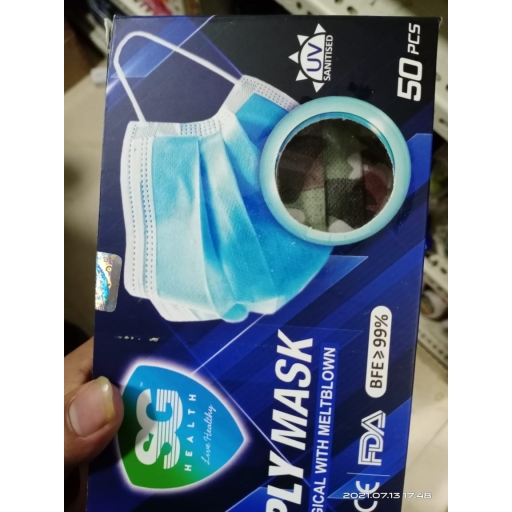 UV
SANITISED
50 PCS
PLY MASK
GICAL WITH MELTBLOWN
BFE≥99%
CE FDA
SG
HEALTH
Live Healthy
2021.07.13 17:48